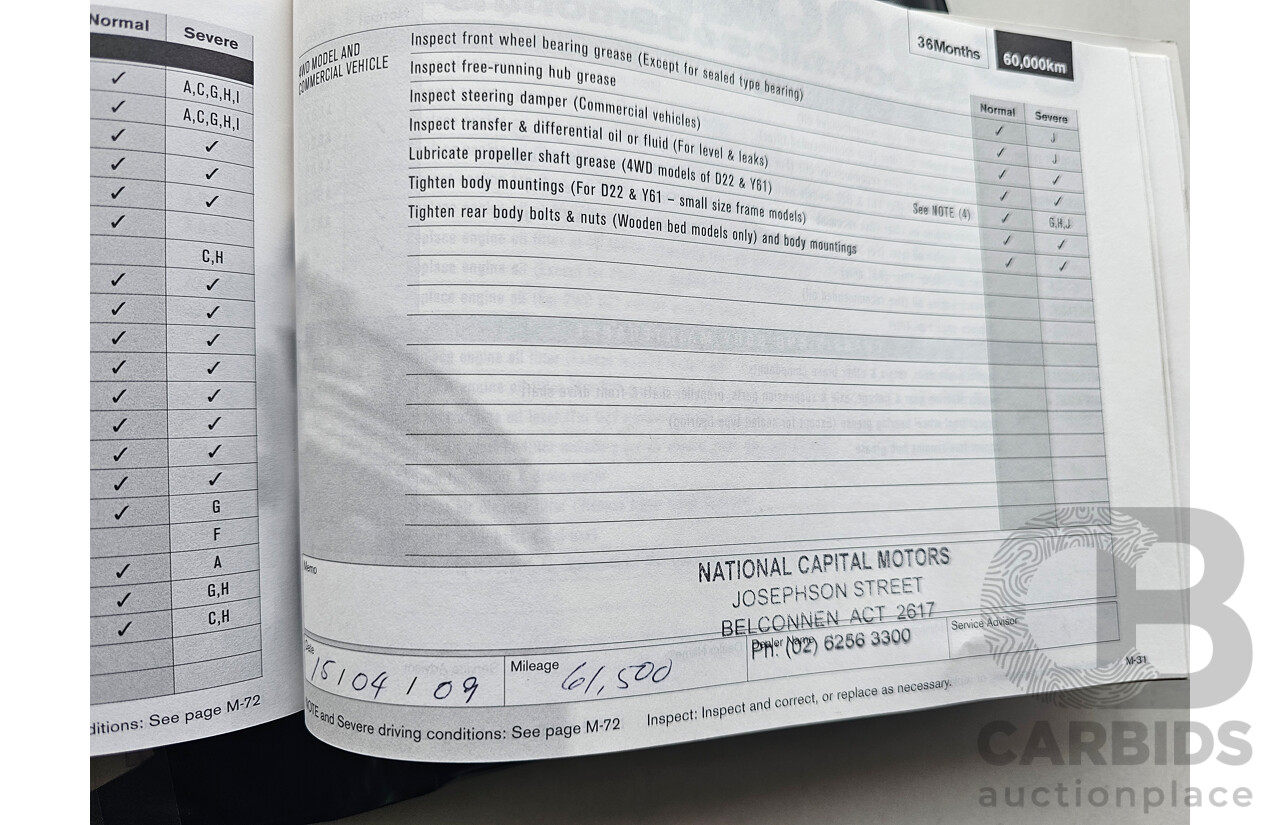 Normal Severe
✓ A,C,G,H,I
✓ A,C,G,H,I
✓ ✓
✓ ✓
✓ ✓
✓
C,H
✓ ✓
✓ ✓
✓ ✓
✓ ✓
✓ ✓
✓ ✓
✓ ✓
✓ ✓
✓ G
F
✓ A
✓ G,H
✓ C,H
ditions: See page M-72
36Months 60,000km
4WD MODEL AND
COMMERCIAL VEHICLE
Normal Severe
Inspect front wheel bearing grease (Except for sealed type bearing) ✓ J
Inspect free-running hub grease ✓ J
Inspect steering damper (Commercial vehicles) ✓ ✓
Inspect transfer & differential oil or fluid (For level & leaks) ✓ ✓
Lubricate propeller shaft grease (4WD models of D22 & Y61) See NOTE (4) ✓ G,H,J
Tighten body mountings (For D22 & Y61 – small size frame models) ✓ ✓
Tighten rear body bolts & nuts (Wooden bed models only) and body mountings ✓ ✓
Memo
NATIONAL CAPITAL MOTORS
JOSEPHSON STREET
BELCONNEN ACT 2617
Ph: (02) 6256 3300
Date 15/04/09
Mileage 61,500
Dealer Name
Service Advisor
M-31
NOTE and Severe driving conditions: See page M-72 Inspect: Inspect and correct, or replace as necessary.
CARBIDS
auctionplace